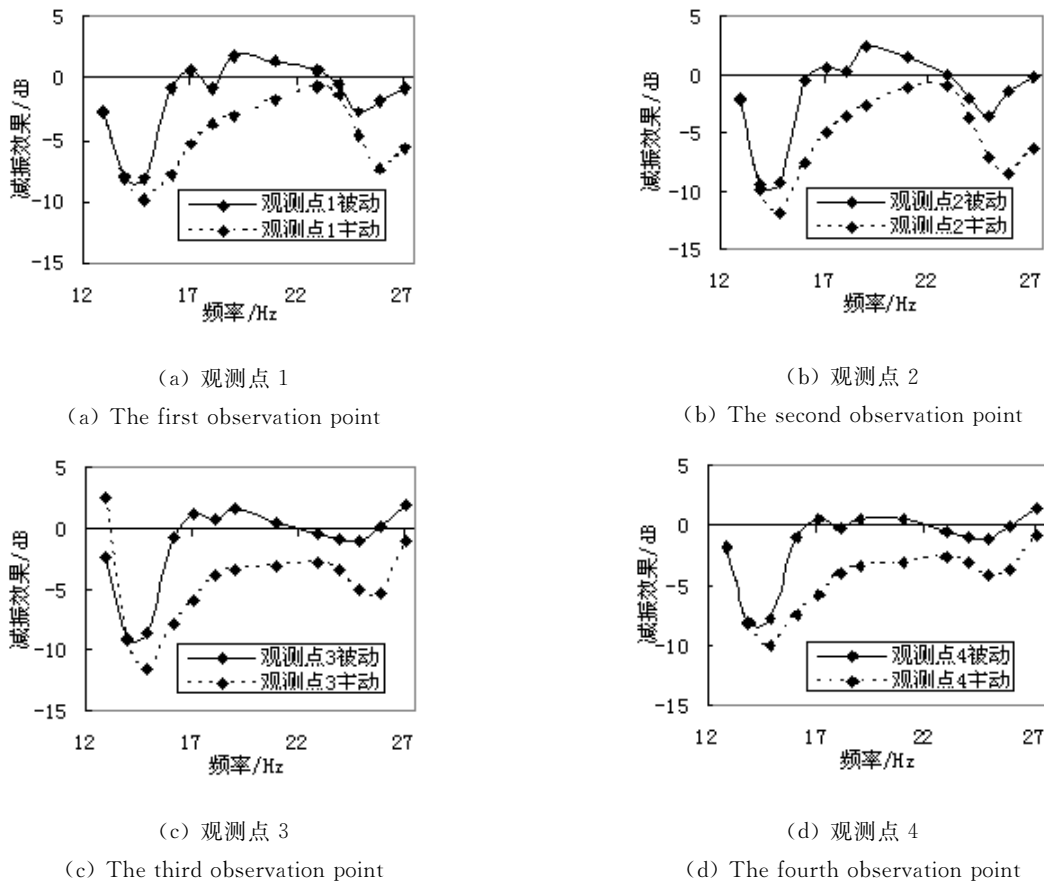 5
0
-5
-10
-15
减振效果/dB
观测点1被动
观测点1主动
12 17 22 27
频率/Hz
(a) 观测点 1
(a) The first observation point
5
0
-5
-10
-15
减振效果/dB
观测点2被动
观测点2主动
12 17 22 27
频率/Hz
(b) 观测点 2
(b) The second observation point
5
0
-5
-10
-15
减振效果/dB
观测点3被动
观测点3主动
12 17 22 27
频率/Hz
(c) 观测点 3
(c) The third observation point
5
0
-5
-10
-15
减振效果/dB
观测点4被动
观测点4主动
12 17 22 27
频率/Hz
(d) 观测点 4
(d) The fourth observation point